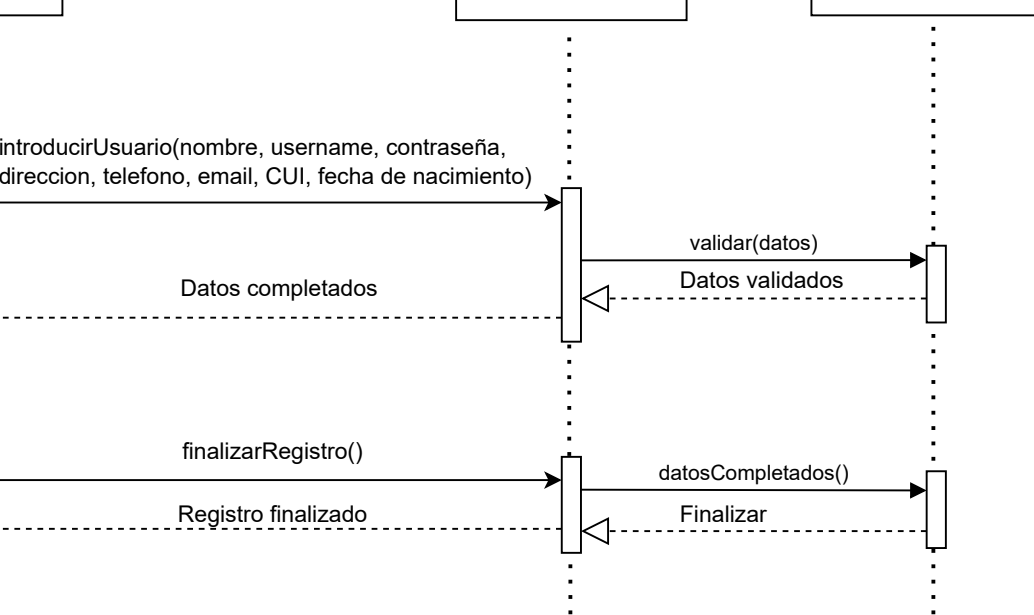 introducirUsuario(nombre, username, contraseña,
direccion, telefono, email, CUI, fecha de nacimiento)
validar(datos)
Datos validados
Datos completados
finalizarRegistro()
datosCompletados()
Registro finalizado
Finalizar